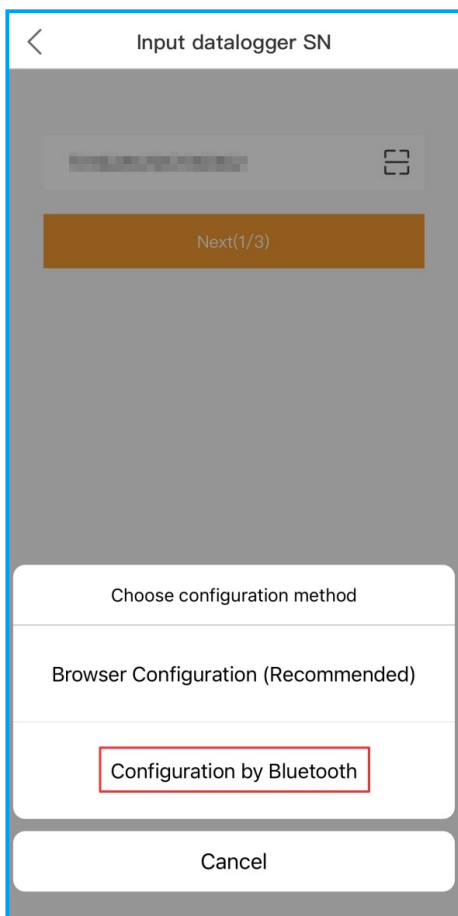 Input datalogger SN
Next(1/3)
Choose configuration method
Browser Configuration (Recommended)
Configuration by Bluetooth
Cancel